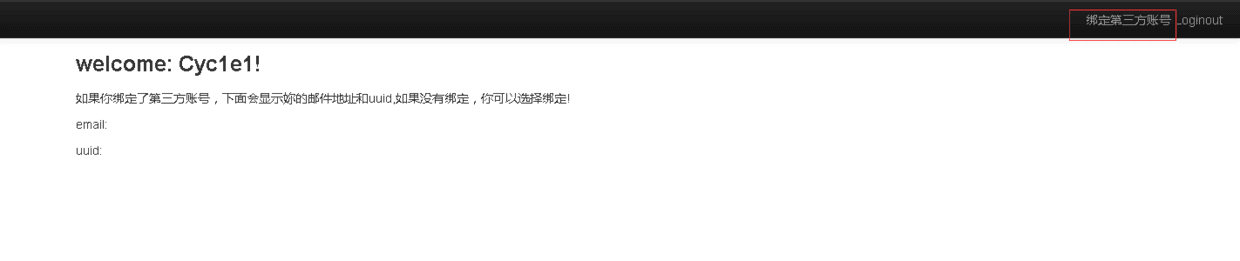 绑定第三方账号 Loginout
welcome: Cyc1e1!
如果你绑定了第三方账号，下面会显示妳的邮件地址和uuid,如果没有绑定，你可以选择绑定!
email:
uuid: